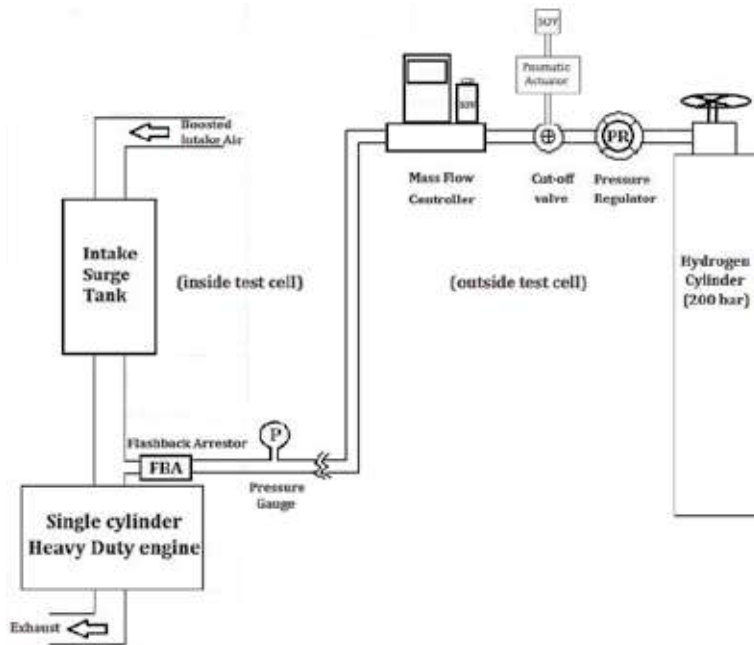 SOV
Pneumatic
Actuator
SOV
PR
Boosted
Intake Air
Mass Flow
Controller
Cut-off
valve
Pressure
Regulator
Intake
Surge
Tank
(inside test cell)
(outside test cell)
Hydrogen
Cylinder
(200 bar)
Flashback Arrestor
P
FBA
Pressure
Gauge
Single cylinder
Heavy Duty engine
Exhaust